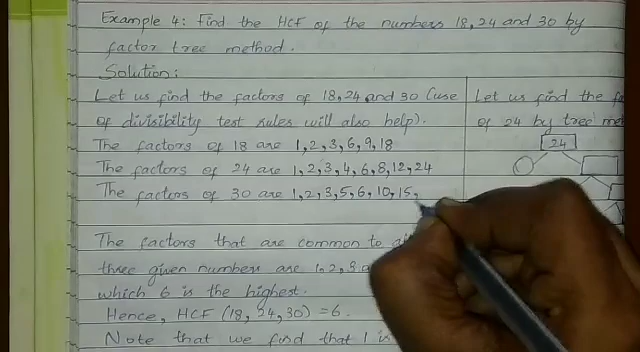 Example 4: Find the HCF of the numbers 18, 24 and 30 by
factor tree method.
Solution:
Let us find the factors of 18, 24 and 30 (use
of divisibility test rules will also help).
The factors of 18 are 1, 2, 3, 6, 9, 18
The factors of 24 are 1, 2, 3, 4, 6, 8, 12, 24
The factors of 30 are 1, 2, 3, 5, 6, 10, 15,
The factors that are common to
three given numbers are 1, 2, 3
which 6 is the highest.
Hence, HCF (18, 24, 30) = 6.
Note that we find that 1 is
Let us find the
of 24 by tree
24